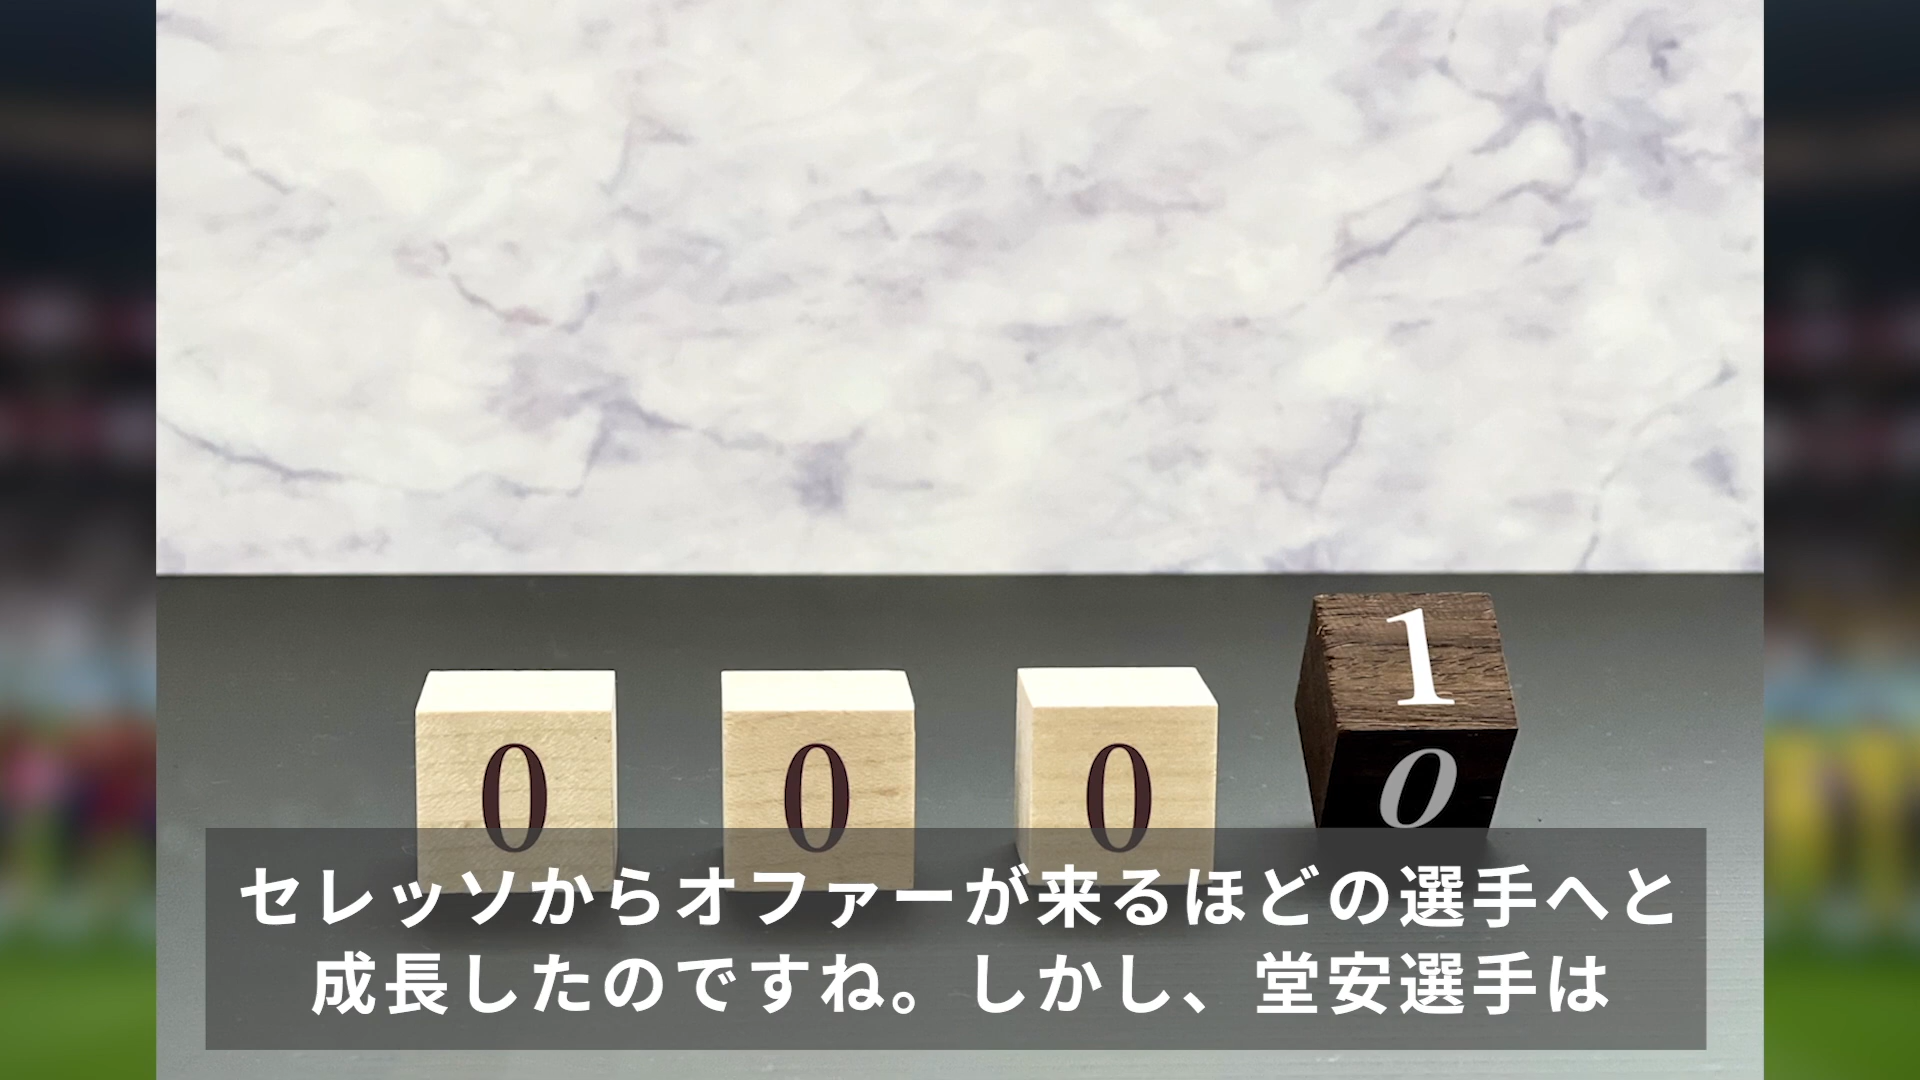 1
0 0 0 0
セレッソからオファーが来るほどの選手へと
成長したのですね。しかし、堂安選手は